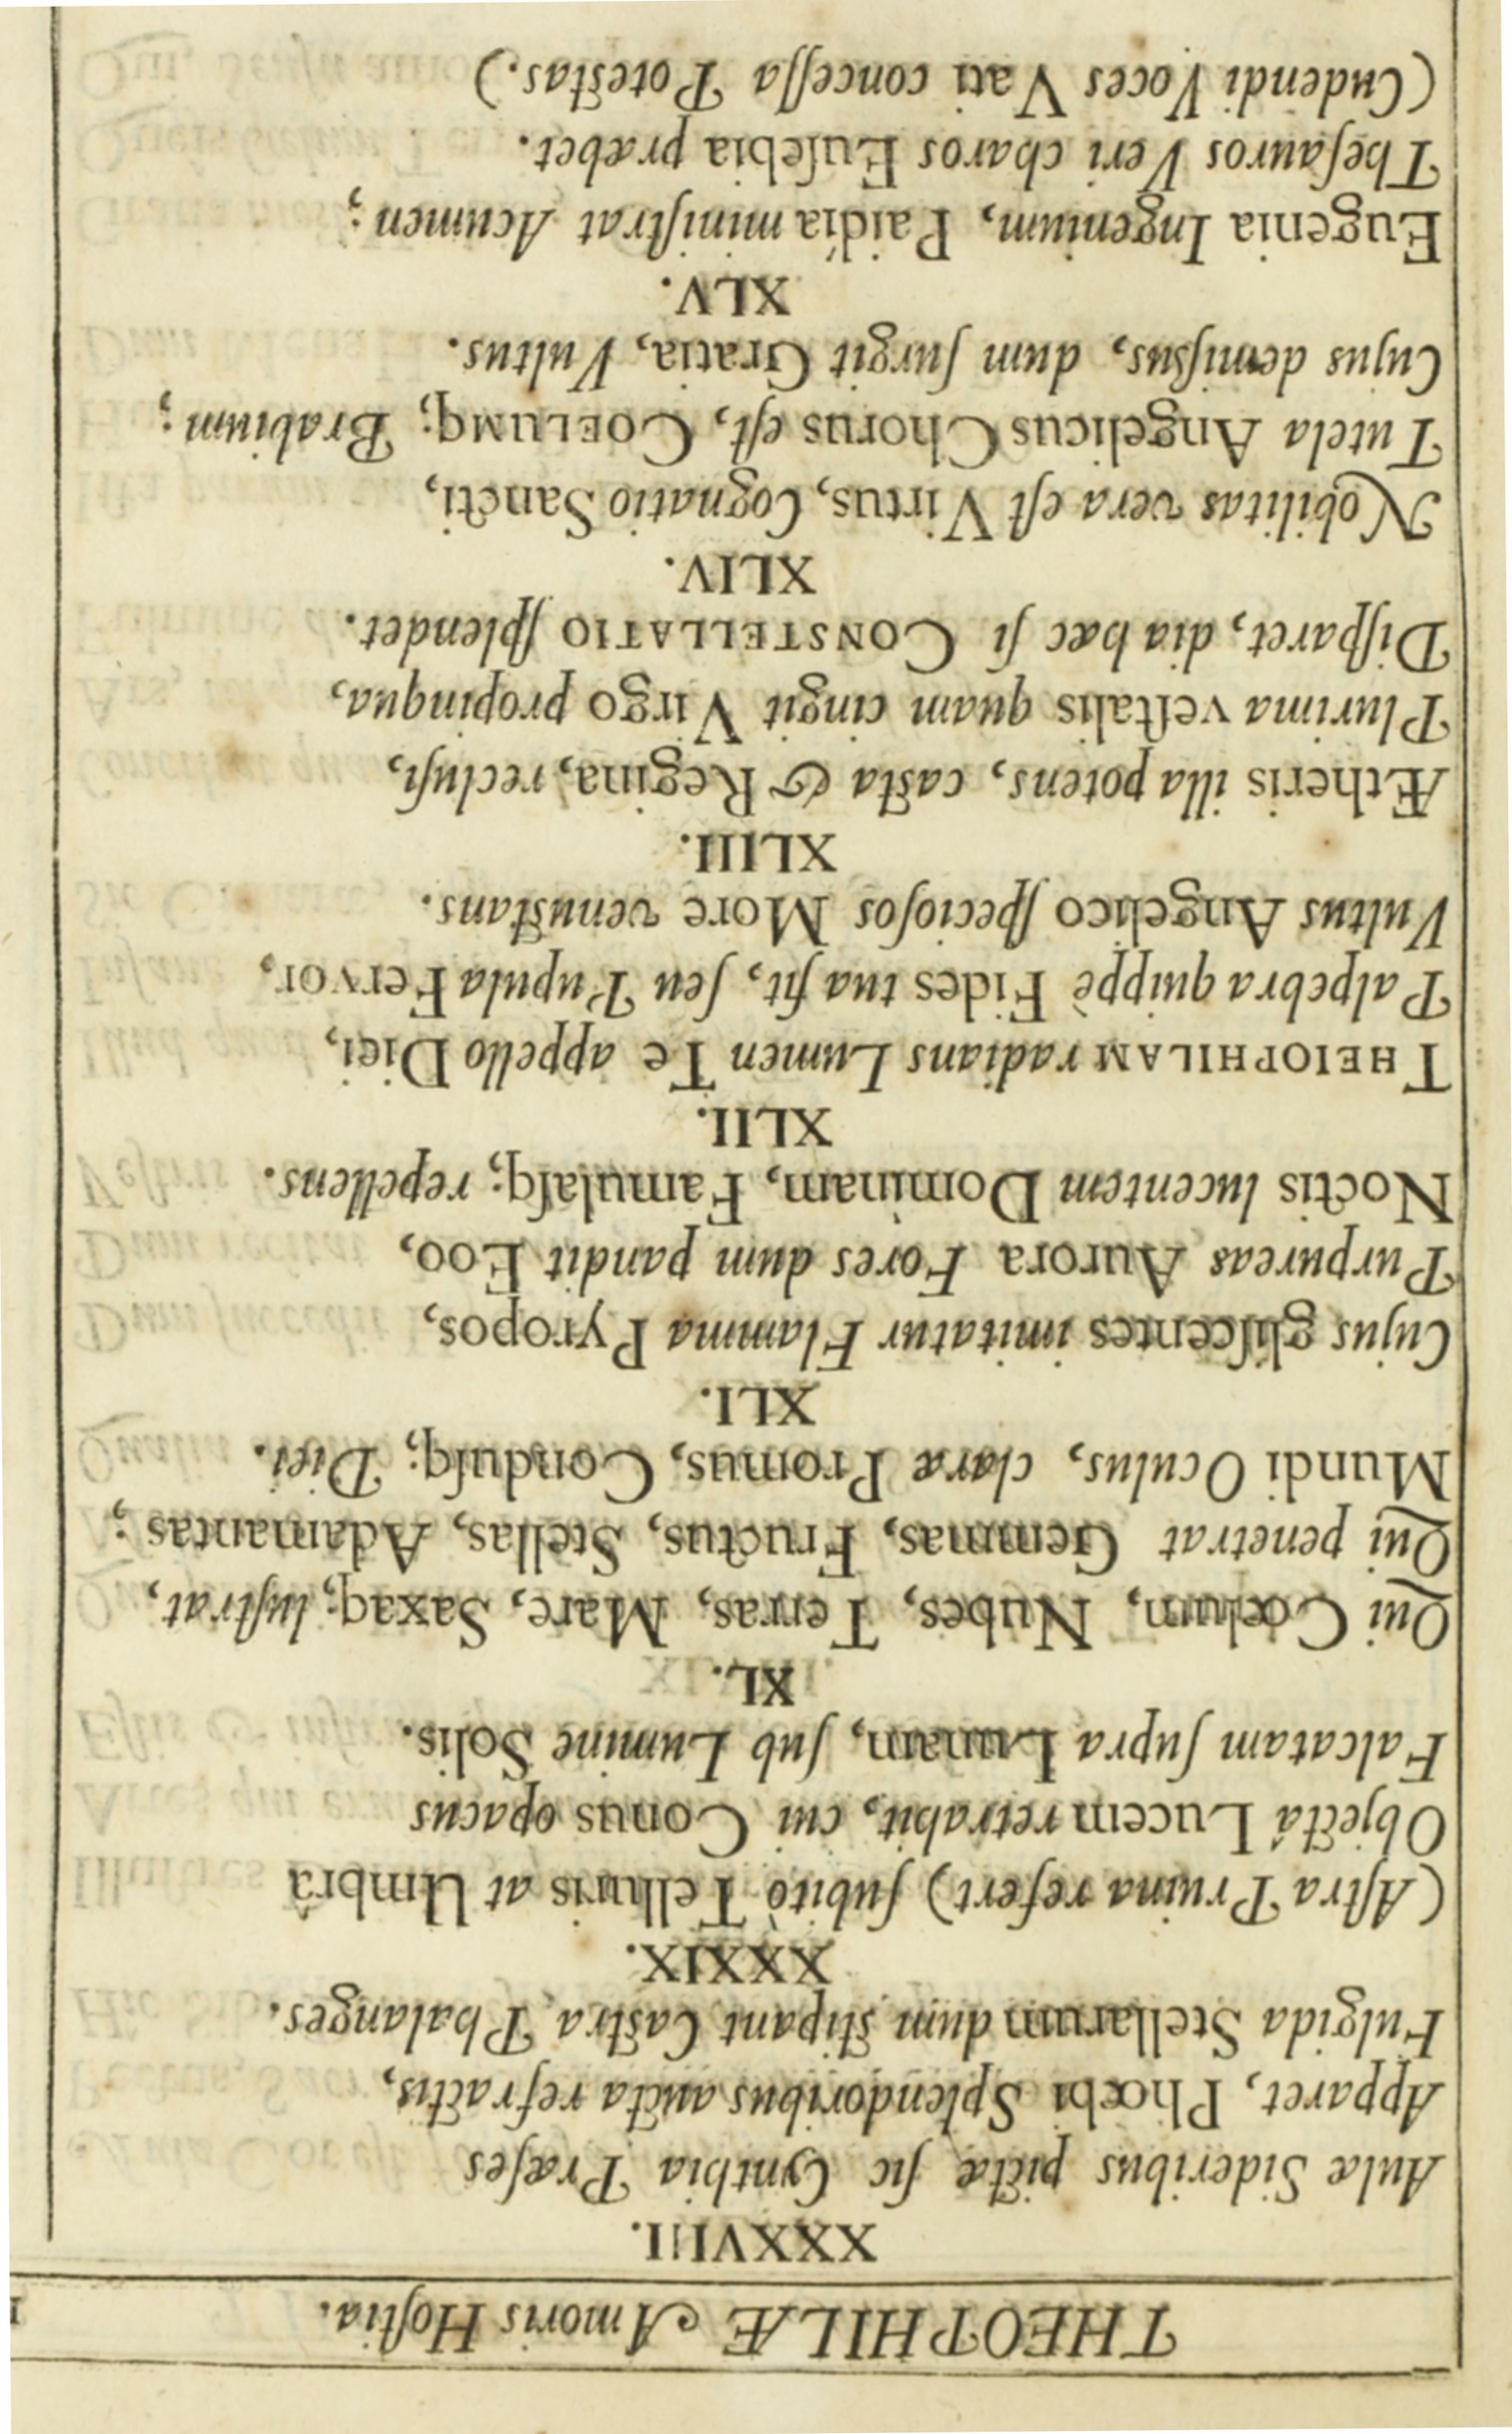 THEOPHILÆ Amoris Hoſtia.
XXXVIII.
Aulæ Sideribus pictæ ſic Cynthia Præſes
Apparet, Phœbi Splendoribus aucta refractis,
Fulgida Stellarum dum ſtipant Caſtra Phalanges.
XXXIX.
(Aſtra Pruina refert) ſubitò Telluris at Umbrâ
Objectâ Lucem retrahit, cui Conus opacus
Falcatam ſupra Lunam, ſub Lumine Solis.
XL.
Qui Cœlum, Nubes, Terras, Mare, Saxaq; luſtrat,
Qui penetrat Gemmas, Fructus, Stellas, Adamantas;
Mundi Oculus, claræ Promus, Conduſq; Diei.
XLI.
Cujus gliſcentes imitatur Flamma Pyropos,
Purpureas Aurora Fores dum pandit Eoo,
Noctis lucentem Dominam, Famulaſq; repellens.
XLII.
THEIOPHILAM radians Lumen Te appello Diei,
Palpebra quippè Fides tua ſit, ſeu Pupula Fervor,
Vultus Angelico ſpecioſos More venuſtans.
XLIII.
Ætheris illa potens, caſta & Regina, recluſi,
Plurima veſtalis quam cingit Virgo propinqua,
Diſparet, dia hæc ſi CONSTELLATIO ſplendet.
XLIV.
Nobilitas vera eſt Virtus, Cognatio Sancti,
Tutela Angelicus Chorus eſt, COELUMQ; Brabium;
Cujus demiſsus, dum ſurgit Gratia, Vultus.
XLV.
Eugenia Ingenium, Paidia miniſtrat Acumen;
Theſauros Veri charos Euſebia præbet.
(Cudendi Voces Vati conceſſa Poteſtas.)